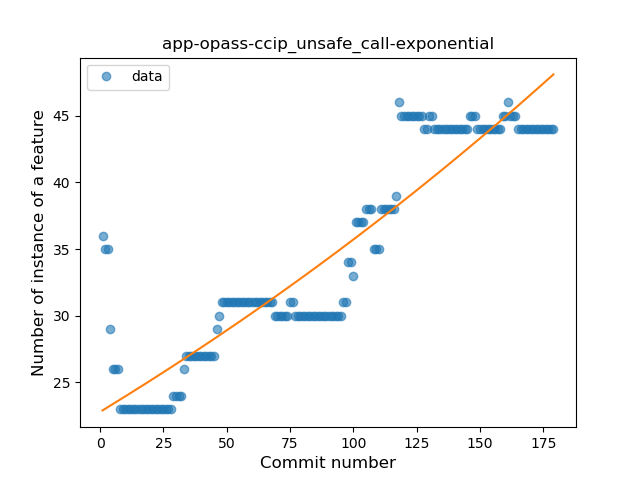 app-opass-ccip_unsafe_call-exponential
data
Number of instance of a feature
45
40
35
30
25
0 25 50 75 100 125 150 175
Commit number